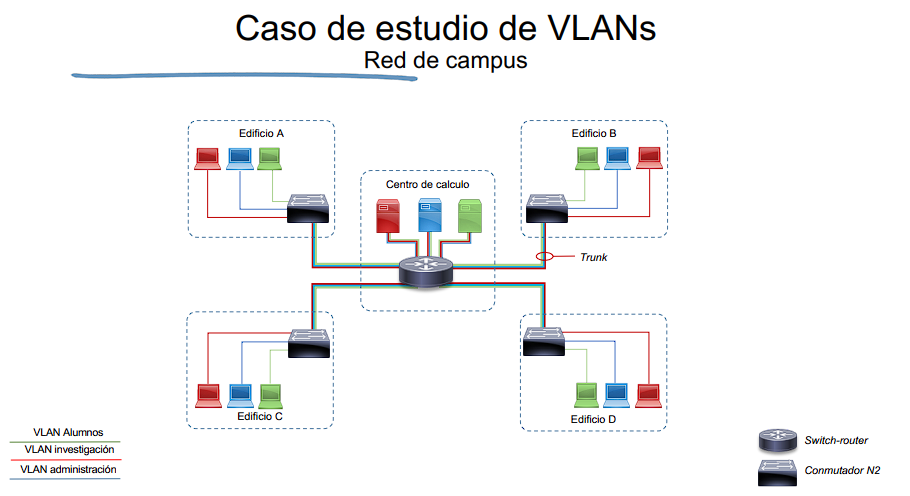 Caso de estudio de VLANs
Red de campus
Edificio A
Edificio B
Centro de calculo
Trunk
Edificio C
Edificio D
VLAN Alumnos
VLAN investigación
VLAN administración
Switch-router
Conmutador N2